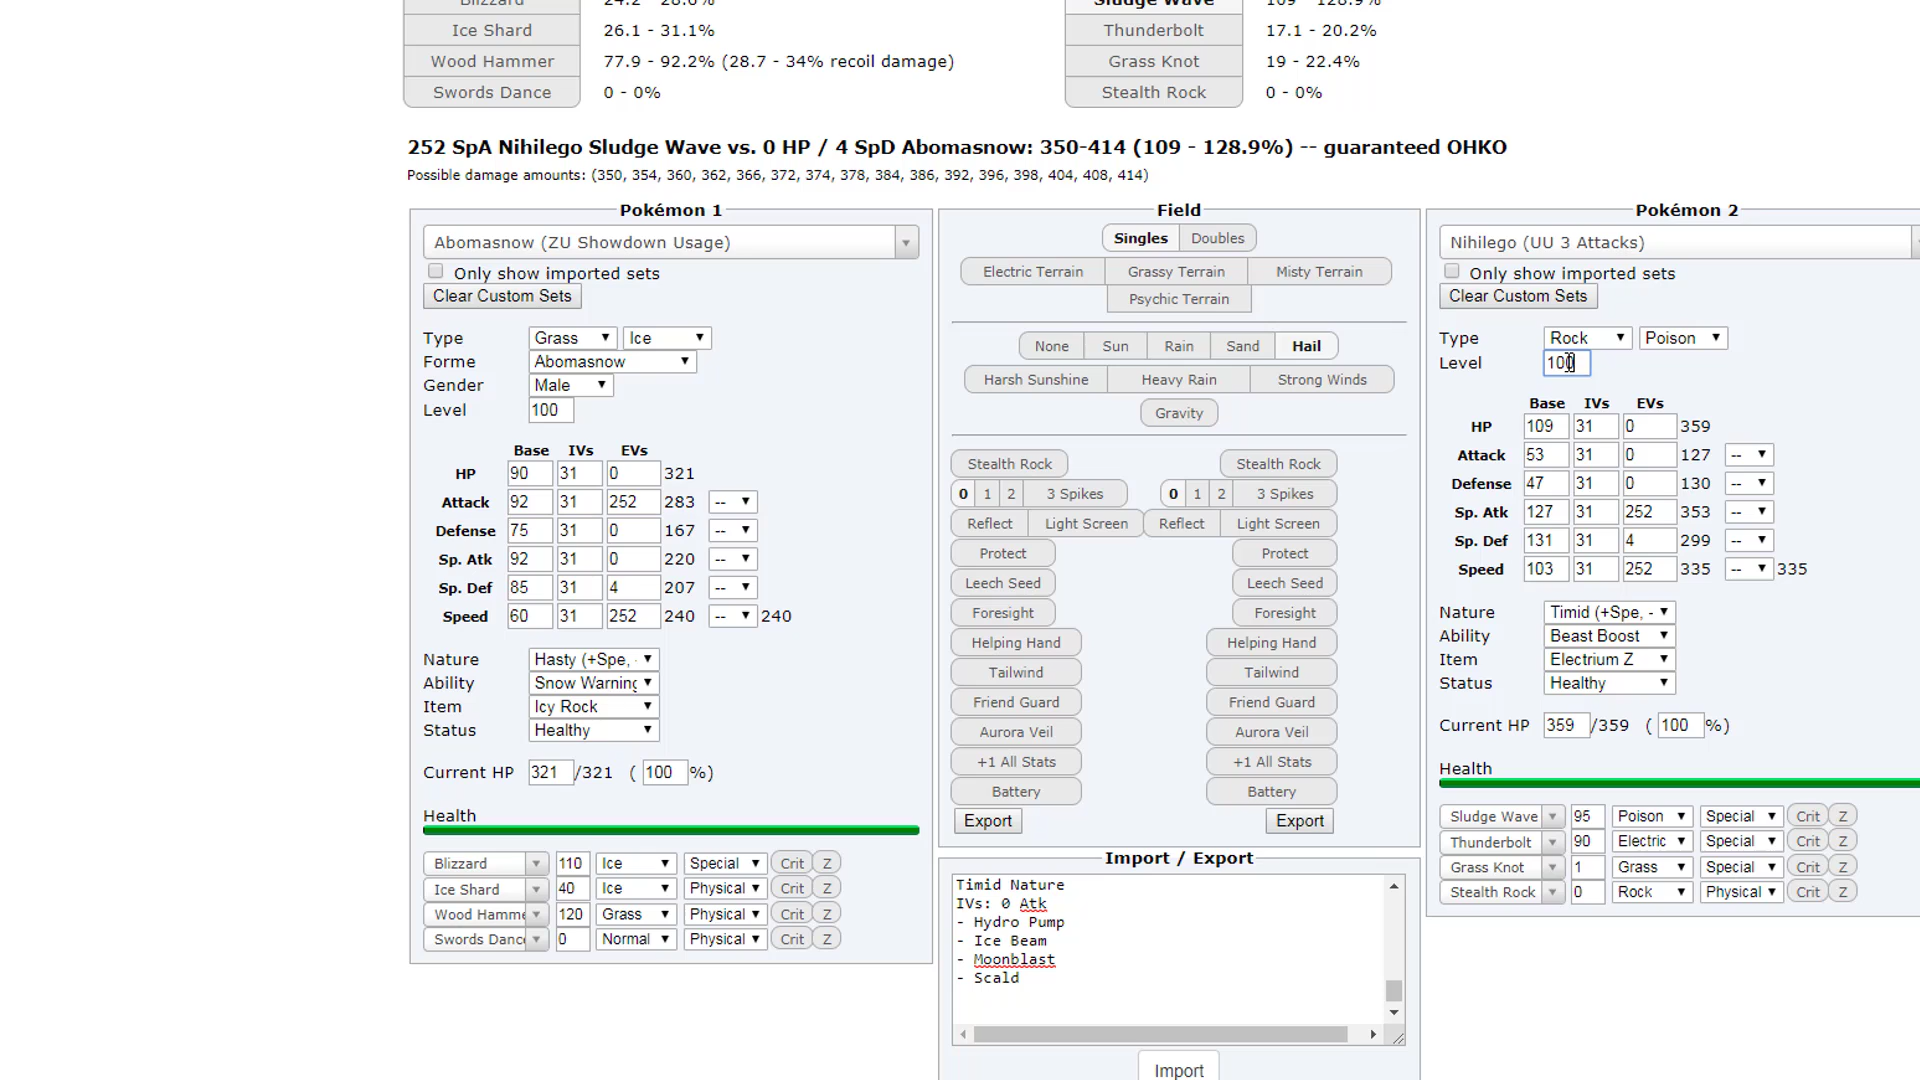 Blizzard 24.2 - 28.6%
Sludge Wave 109 - 128.9%
Ice Shard 26.1 - 31.1%
Thunderbolt 17.1 - 20.2%
Wood Hammer 77.9 - 92.2% (28.7 - 34% recoil damage)
Grass Knot 19 - 22.4%
Swords Dance 0 - 0%
Stealth Rock 0 - 0%
252 SpA Nihilego Sludge Wave vs. 0 HP / 4 SpD Abomasnow: 350-414 (109 - 128.9%) -- guaranteed OHKO
Possible damage amounts: (350, 354, 360, 362, 366, 372, 374, 378, 384, 386, 392, 396, 398, 404, 408, 414)
Pokémon 1
Abomasnow (ZU Showdown Usage)
Only show imported sets
Clear Custom Sets
Type Grass Ice
Forme Abomasnow
Gender Male
Level 100
Base IVs EVs
HP 90 31 0 321
Attack 92 31 252 283 --
Defense 75 31 0 167 --
Sp. Atk 92 31 0 220 --
Sp. Def 85 31 4 207 --
Speed 60 31 252 240 -- 240
Nature Hasty (+Spe, -
Ability Snow Warning
Item Icy Rock
Status Healthy
Current HP 321 /321 ( 100 %)
Health
Blizzard 110 Ice Special Crit Z
Ice Shard 40 Ice Physical Crit Z
Wood Hamme 120 Grass Physical Crit Z
Swords Danc 0 Normal Physical Crit Z
Field
Singles Doubles
Electric Terrain Grassy Terrain Misty Terrain
Psychic Terrain
None Sun Rain Sand Hail
Harsh Sunshine Heavy Rain Strong Winds
Gravity
Stealth Rock Stealth Rock
0 1 2 3 Spikes 0 1 2 3 Spikes
Reflect Light Screen Reflect Light Screen
Protect Protect
Leech Seed Leech Seed
Foresight Foresight
Helping Hand Helping Hand
Tailwind Tailwind
Friend Guard Friend Guard
Aurora Veil Aurora Veil
+1 All Stats +1 All Stats
Battery Battery
Export Export
Import / Export
Timid Nature
IVs: 0 Atk
- Hydro Pump
- Ice Beam
- Moonblast
- Scald
Import
Pokémon 2
Nihilego (UU 3 Attacks)
Only show imported sets
Clear Custom Sets
Type Rock Poison
Level 100
Base IVs EVs
HP 109 31 0 359
Attack 53 31 0 127 --
Defense 47 31 0 130 --
Sp. Atk 127 31 252 353 --
Sp. Def 131 31 4 299 --
Speed 103 31 252 335 -- 335
Nature Timid (+Spe, -
Ability Beast Boost
Item Electrium Z
Status Healthy
Current HP 359 /359 ( 100 %)
Health
Sludge Wave 95 Poison Special Crit Z
Thunderbolt 90 Electric Special Crit Z
Grass Knot 1 Grass Special Crit Z
Stealth Rock 0 Rock Physical Crit Z